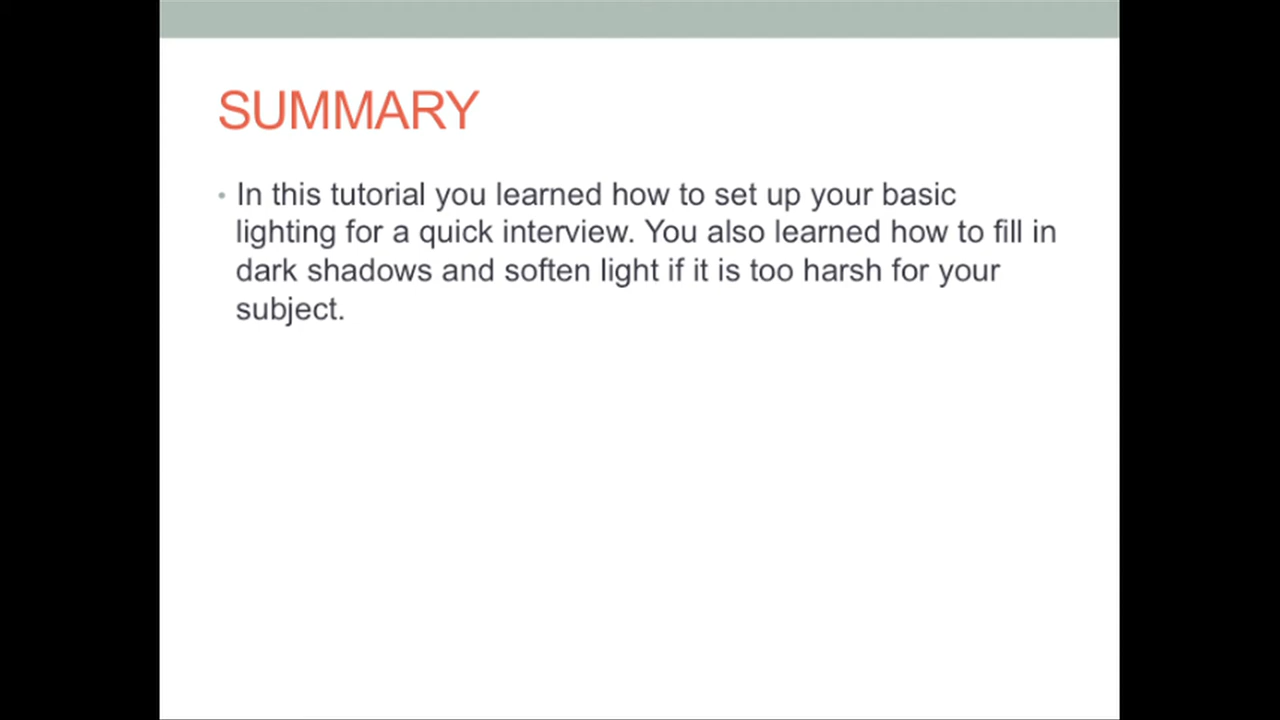 SUMMARY
• In this tutorial you learned how to set up your basic
lighting for a quick interview. You also learned how to fill in
dark shadows and soften light if it is too harsh for your
subject.